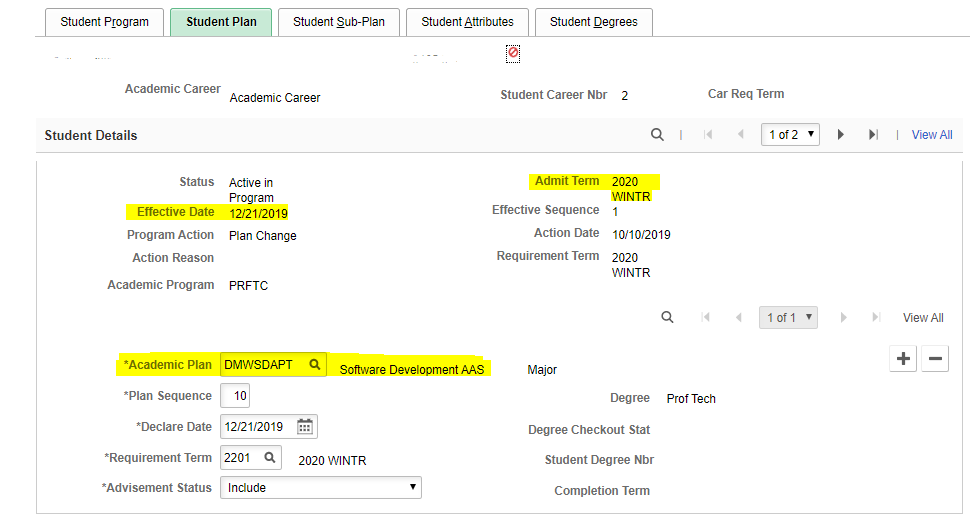 Student Program Student Plan Student Sub-Plan Student Attributes Student Degrees
Academic Career Academic Career Student Career Nbr 2 Car Req Term
Student Details 1 of 2 View All
Status Active in Program Admit Term 2020 WINTR
Effective Date 12/21/2019 Effective Sequence 1
Program Action Plan Change Action Date 10/10/2019
Action Reason Requirement Term 2020 WINTR
Academic Program PRFTC
1 of 1 View All
*Academic Plan DMWSDAPT Software Development AAS Major
*Plan Sequence 10 Degree Prof Tech
*Declare Date 12/21/2019 Degree Checkout Stat
*Requirement Term 2201 2020 WINTR Student Degree Nbr
*Advisement Status Include Completion Term